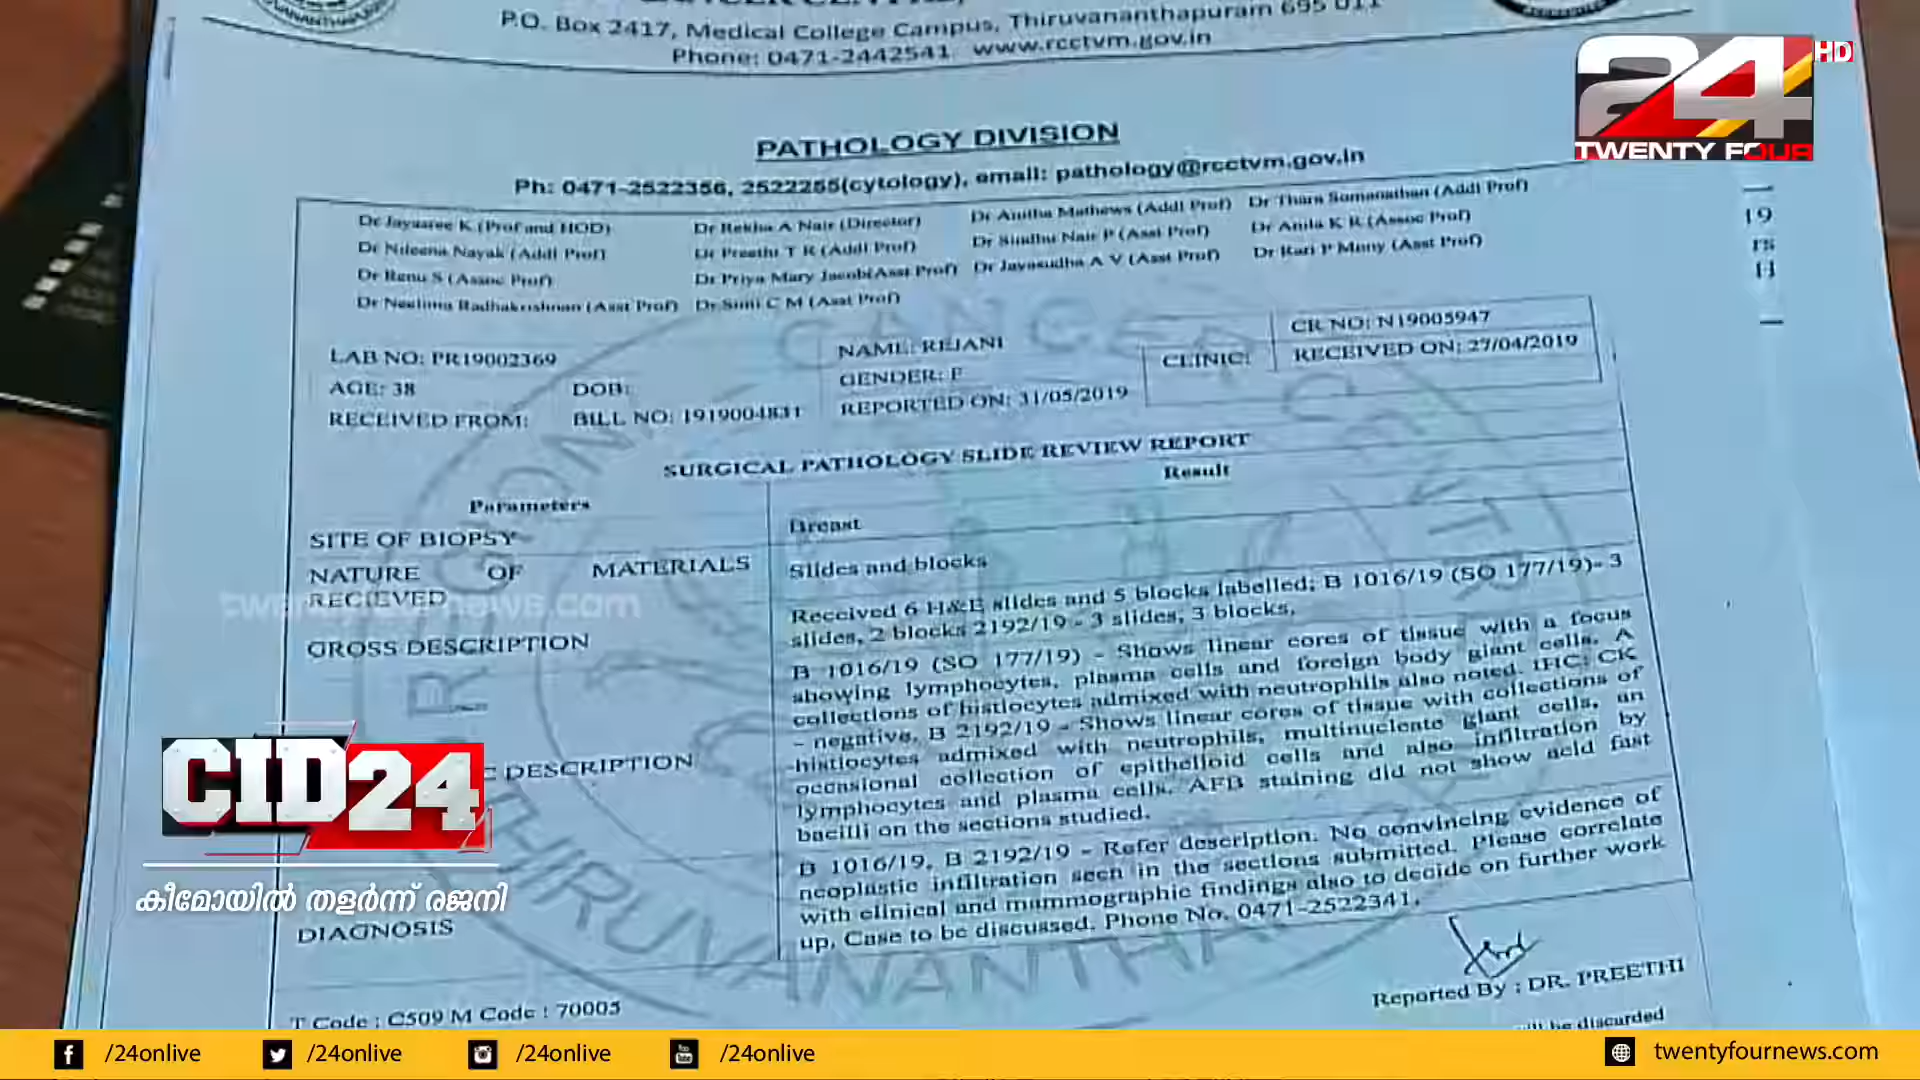 P.O. Box 2417, Medical College Campus, Thiruvananthapuram 695 011
Phone: 0471-2442541 www.rcctvm.gov.in
24 HD
TWENTY FOUR
PATHOLOGY DIVISION
Ph: 0471-2522356, 2522255(cytology), email: pathology@rcctvm.gov.in
Dr Jayasree K (Prof and HOD) Dr Rekha A Nair (Director) Dr Anitha Mathews (Addl Prof) Dr Thara Somanathan (Addl Prof)
Dr Nileena Nayak (Addl Prof) Dr Preethi T R (Addl Prof) Dr Sindhu Nair P (Asst Prof) Dr Anila K R (Assoc Prof)
Dr Renu S (Assoc Prof) Dr Priya Mary Jacob(Asst Prof) Dr Jayasudha A V (Asst Prof) Dr Rari P Mony (Asst Prof)
Dr Neelima Radhakrishnan (Asst Prof) Dr Sumi C M (Asst Prof)
19
LAB NO: PR19002369 NAME: REJANI CLINIC: CR NO: N19005947
AGE: 38 DOB: GENDER: F RECEIVED ON: 27/04/2019
RECEIVED FROM: BILL NO: 1919004831 REPORTED ON: 31/05/2019
SURGICAL PATHOLOGY SLIDE REVIEW REPORT
Parameters Result
SITE OF BIOPSY Breast
NATURE OF MATERIALS Slides and blocks
RECIEVED
GROSS DESCRIPTION Received 6 H&E slides and 5 blocks labelled; B 1016/19 (SO 177/19)- 3
slides, 2 blocks 2192/19 - 3 slides, 3 blocks.
B 1016/19 (SO 177/19) - Shows linear cores of tissue with a focus
showing lymphocytes, plasma cells and foreign body giant cells. A
collections of histiocytes admixed with neutrophils also noted. IHC: CK
- negative. B 2192/19 - Shows linear cores of tissue with collections of
histiocytes admixed with neutrophils, multinucleate giant cells, an
occasional collection of epithelloid cells and also infiltration by
C DESCRIPTION lymphocytes and plasma cells. AFB staining did not show acid fast
bacilli on the sections studied.
B 1016/19, B 2192/19 - Refer description. No convincing evidence of
neoplastic infiltration seen in the sections submitted. Please correlate
with clinical and mammographic findings also to decide on further work
DIAGNOSIS up. Case to be discussed. Phone No. 0471-2522341.
Reported By : DR. PREETHI
T Code : C509 M Code : 70005
will be discarded
REGIONAL CANCER CENTRE
THIRUVANANTHAPURAM
twentyfournews.com
CID24
കീമോയിൽ തളർന്ന് രജനി
/24onlive /24onlive /24onlive /24onlive twentyfournews.com